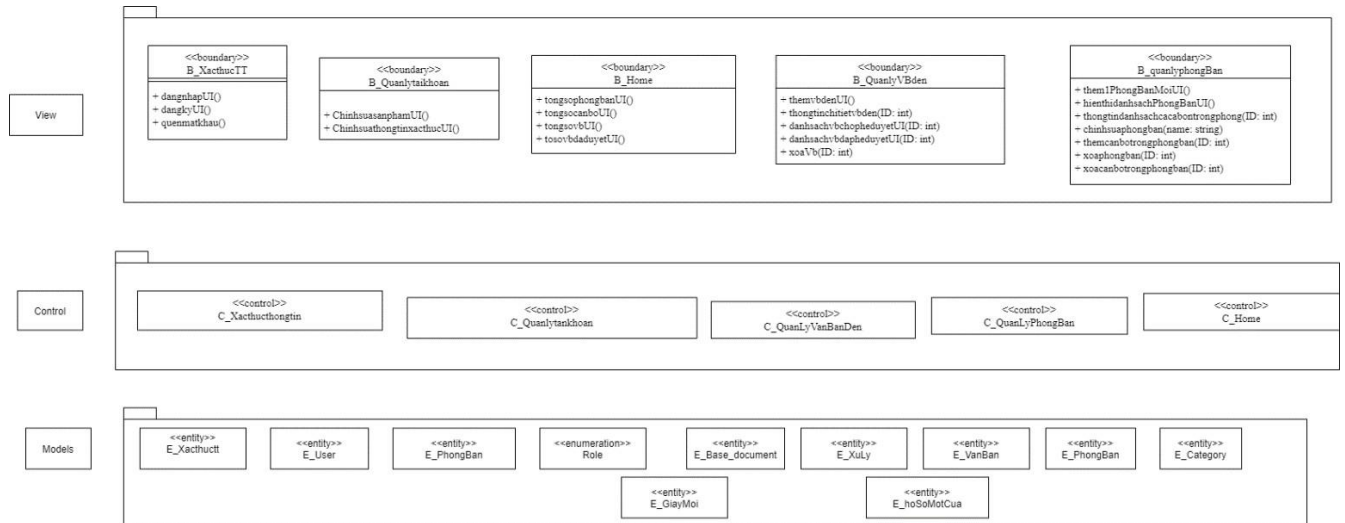 View
<<boundary>>
B_XacthucTT
+ dangnhapUI()
+ dangkyUI()
+ quenmatkhau()
<<boundary>>
B_Quanlytaikhoan
+ ChinhsuasanphamUI()
+ ChinhsuathongtinxacthucUI()
<<boundary>>
B_Home
+ tongsophongbanUI()
+ tongsocanboUI()
+ tongsovbUI()
+ tosovbdaduyetUI()
<<boundary>>
B_QuanlyVBden
+ themvbdenUI()
+ thongtinchitietvbden(ID: int)
+ danhsachvbchopheduyetUI(ID: int)
+ danhsachvbdapheduyetUI(ID: int)
+ xoaVb(ID: int)
<<boundary>>
B_quanlyphongBan
+ them1PhongBanMoiUI()
+ hienthidanhsachPhongBanUI()
+ thongtindanhsachcacabontrongphong(ID: int)
+ chinhsuaphongban(name: string)
+ themcanbotrongphongban(ID: int)
+ xoaphongban(ID: int)
+ xoacanbotrongphongban(ID: int)
Control
<<control>>
C_Xacthucthongtin
<<control>>
C_Quanlytankhoan
<<control>>
C_QuanLyVanBanDen
<<control>>
C_QuanLyPhongBan
<<control>>
C_Home
Models
<<entity>>
E_Xacthuctt
<<entity>>
E_User
<<entity>>
E_PhongBan
<<enumeration>>
Role
<<entity>>
E_Base_document
<<entity>>
E_XuLy
<<entity>>
E_VanBan
<<entity>>
E_PhongBan
<<entity>>
E_Category
<<entity>>
E_GiayMoi
<<entity>>
E_hoSoMotCua